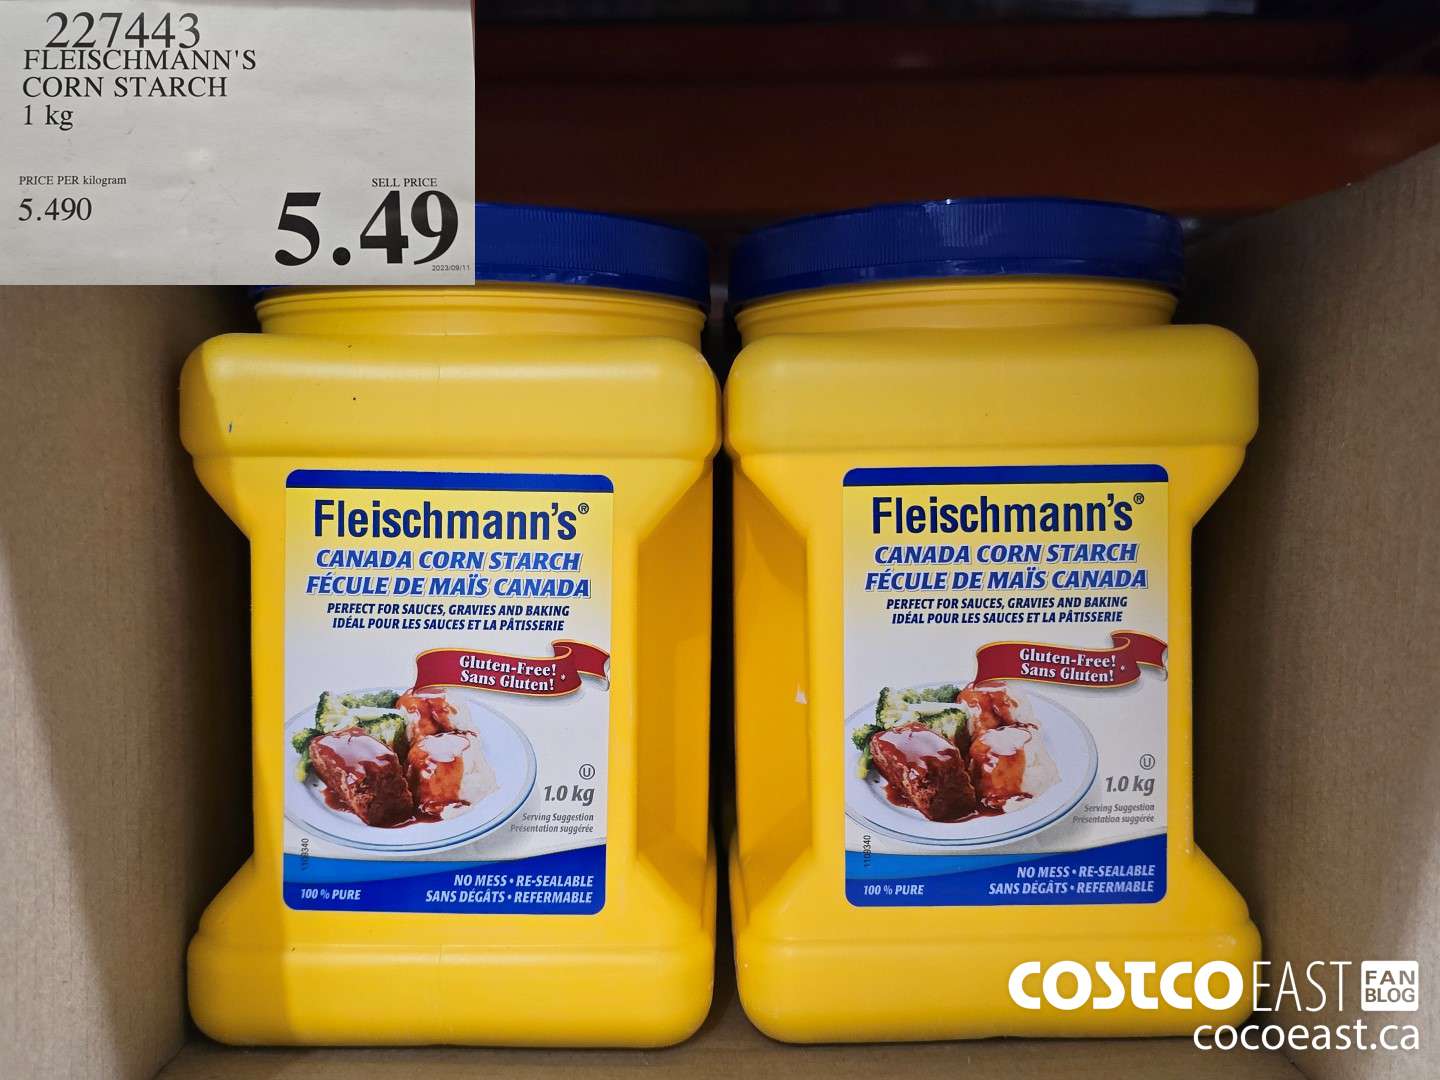 227443
FLEISCHMANN'S
CORN STARCH
1 kg
PRICE PER kilogram
5.490
SELL PRICE
5.49
2023/09/11
Fleischmann's®
CANADA CORN STARCH
FÉCULE DE MAÏS CANADA
PERFECT FOR SAUCES, GRAVIES AND BAKING
IDÉAL POUR LES SAUCES ET LA PÂTISSERIE
Gluten-Free!
Sans Gluten! *
U
1.0 kg
Serving Suggestion
Présentation suggérée
1109340
100 % PURE
NO MESS • RE-SEALABLE
SANS DÉGÂTS • REFERMABLE
Fleischmann's®
CANADA CORN STARCH
FÉCULE DE MAÏS CANADA
PERFECT FOR SAUCES, GRAVIES AND BAKING
IDÉAL POUR LES SAUCES ET LA PÂTISSERIE
Gluten-Free!
Sans Gluten! *
U
1.0 kg
Serving Suggestion
Présentation suggérée
1109340
100 % PURE
NO MESS • RE-SEALABLE
SANS DÉGÂTS • REFERMABLE
COSTCO EAST FAN BLOG
cocoeast.ca